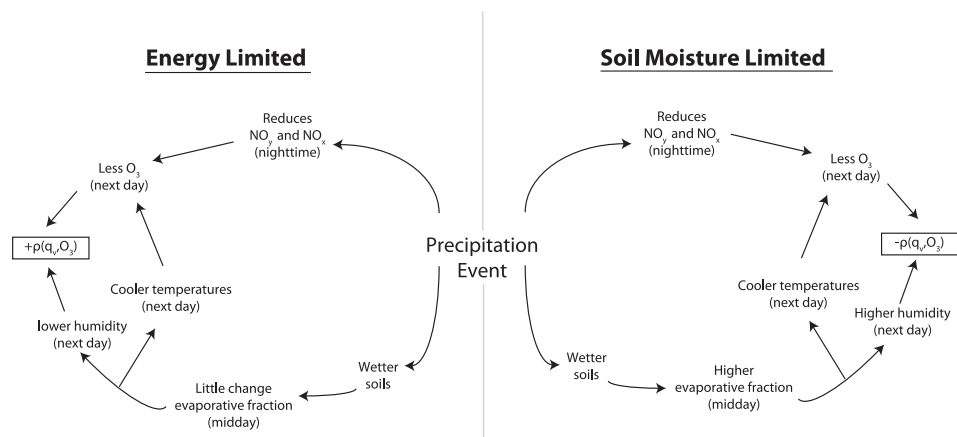 Energy Limited
Reduces
NOy and NOx
(nighttime)
Less O3
(next day)
+ρ(qv,O3)
Cooler temperatures
(next day)
lower humidity
(next day)
Little change
evaporative fraction
(midday)
Wetter
soils
Precipitation
Event
Soil Moisture Limited
Reduces
NOy and NOx
(nighttime)
Less O3
(next day)
-ρ(qv,O3)
Cooler temperatures
(next day)
Higher humidity
(next day)
Wetter
soils
Higher
evaporative fraction
(midday)